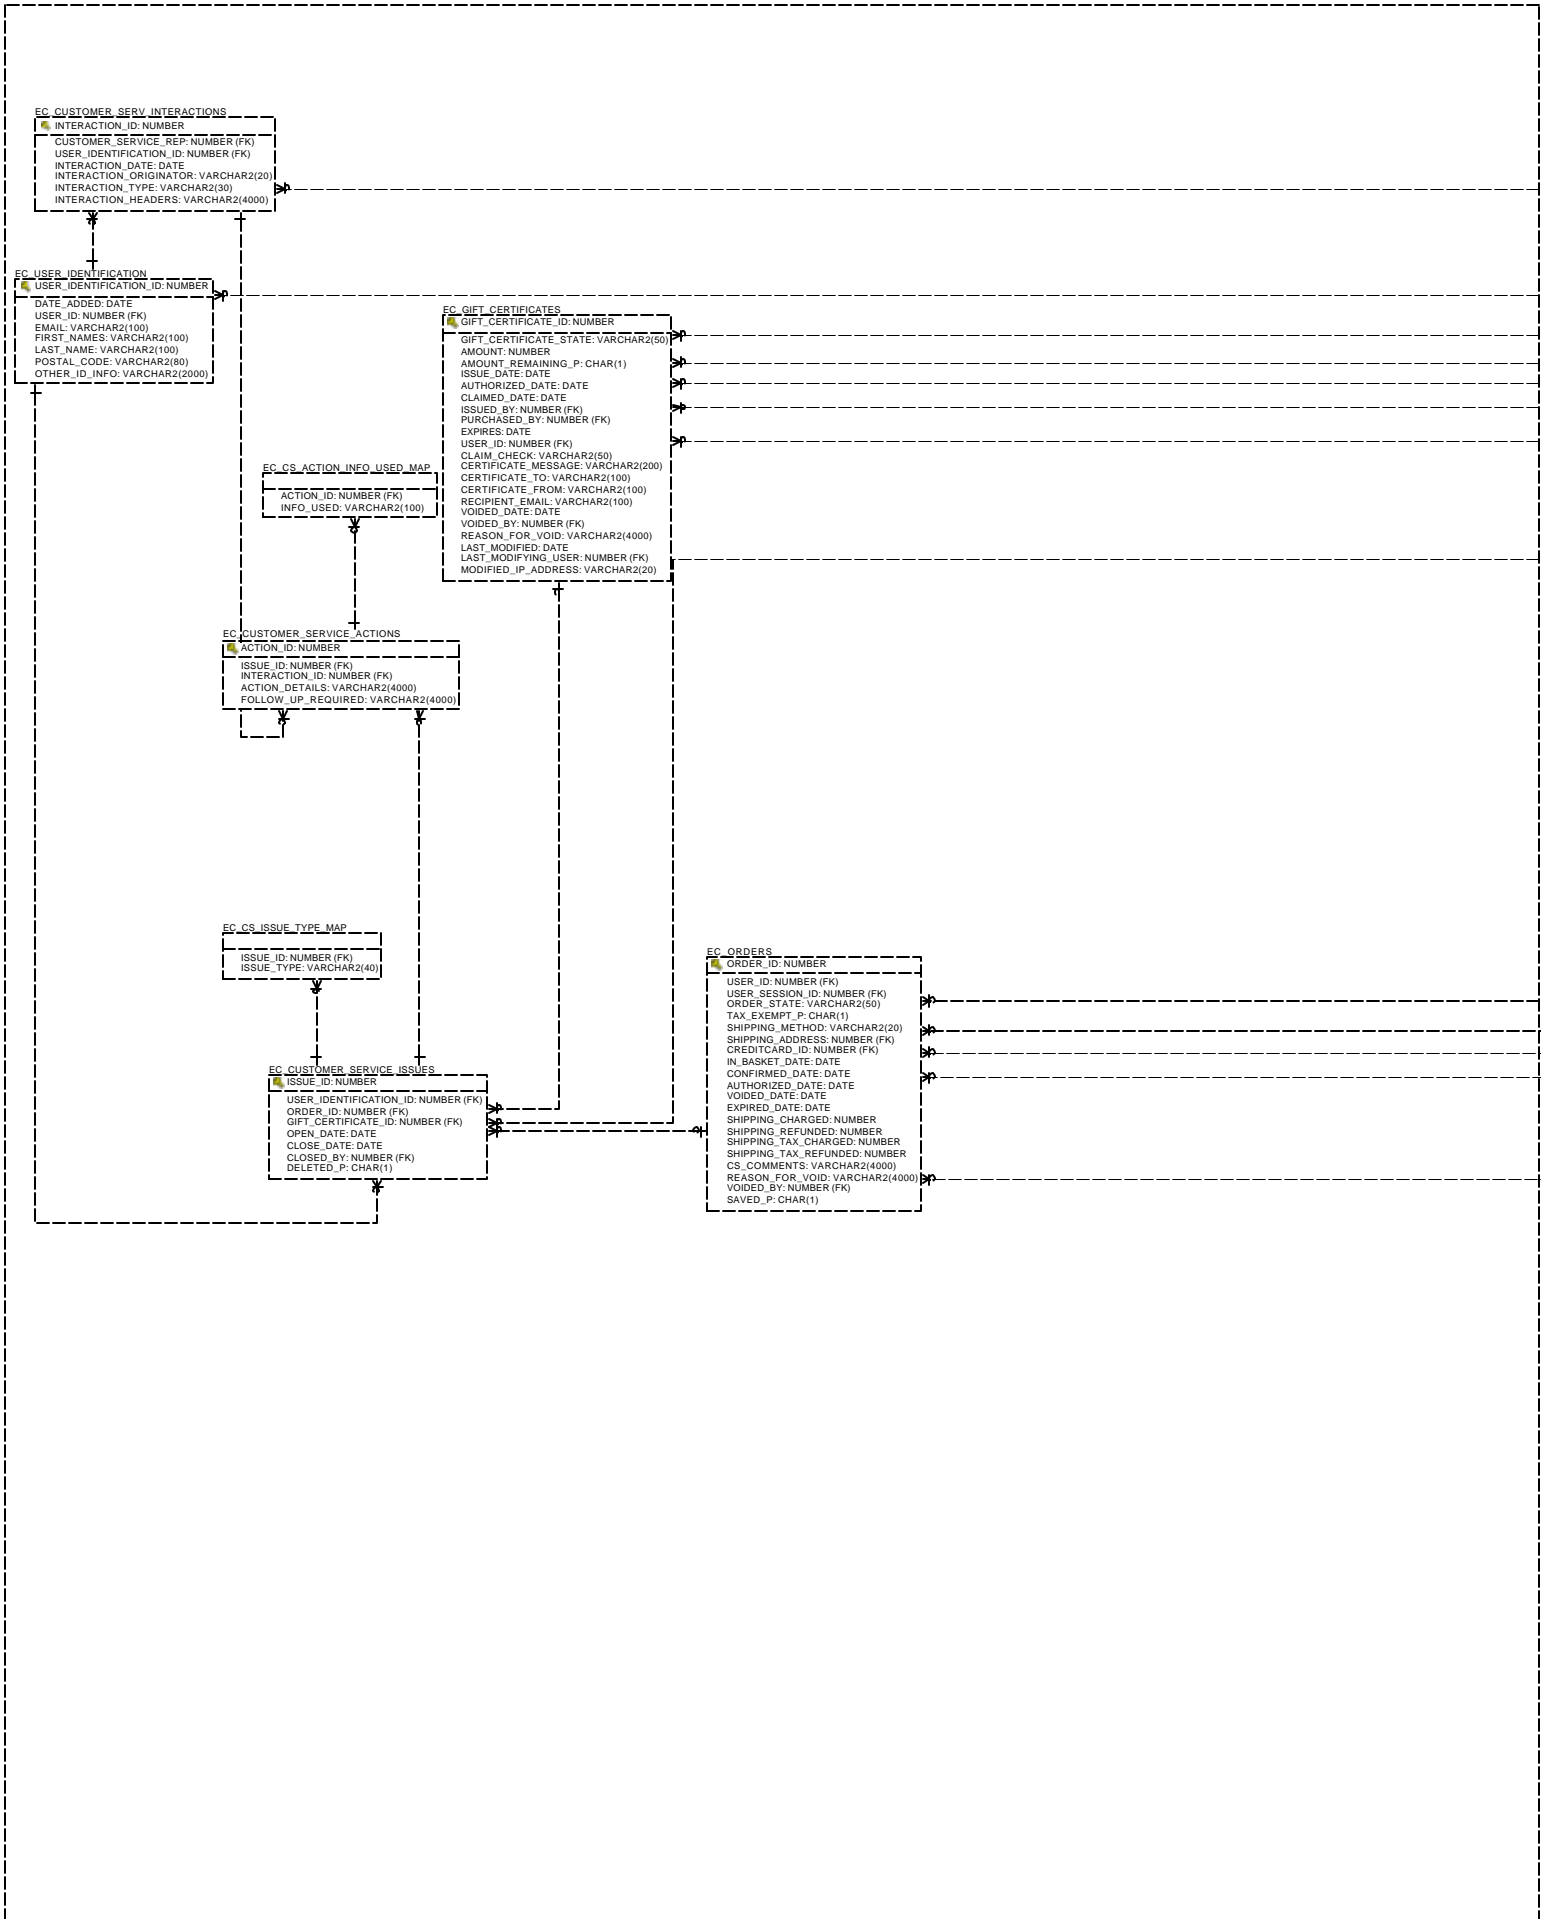 EC_CUSTOMER_SERV_INTERACTIONS
INTERACTION_ID: NUMBER
CUSTOMER_SERVICE_REP: NUMBER (FK)
USER_IDENTIFICATION_ID: NUMBER (FK)
INTERACTION_DATE: DATE
INTERACTION_ORIGINATOR: VARCHAR2(20)
INTERACTION_TYPE: VARCHAR2(30)
INTERACTION_HEADERS: VARCHAR2(4000)
EC_USER_IDENTIFICATION
USER_IDENTIFICATION_ID: NUMBER
DATE_ADDED: DATE
USER_ID: NUMBER (FK)
EMAIL: VARCHAR2(100)
FIRST_NAMES: VARCHAR2(100)
LAST_NAME: VARCHAR2(100)
POSTAL_CODE: VARCHAR2(80)
OTHER_ID_INFO: VARCHAR2(2000)
EC_GIFT_CERTIFICATES
GIFT_CERTIFICATE_ID: NUMBER
GIFT_CERTIFICATE_STATE: VARCHAR2(50)
AMOUNT: NUMBER
AMOUNT_REMAINING_P: CHAR(1)
ISSUE_DATE: DATE
AUTHORIZED_DATE: DATE
CLAIMED_DATE: DATE
ISSUED_BY: NUMBER (FK)
PURCHASED_BY: NUMBER (FK)
EXPIRES: DATE
USER_ID: NUMBER (FK)
CLAIM_CHECK: VARCHAR2(50)
CERTIFICATE_MESSAGE: VARCHAR2(200)
CERTIFICATE_TO: VARCHAR2(100)
CERTIFICATE_FROM: VARCHAR2(100)
RECIPIENT_EMAIL: VARCHAR2(100)
VOIDED_DATE: DATE
VOIDED_BY: NUMBER (FK)
REASON_FOR_VOID: VARCHAR2(4000)
LAST_MODIFIED: DATE
LAST_MODIFYING_USER: NUMBER (FK)
MODIFIED_IP_ADDRESS: VARCHAR2(20)
EC_CS_ACTION_INFO_USED_MAP
ACTION_ID: NUMBER (FK)
INFO_USED: VARCHAR2(100)
EC_CUSTOMER_SERVICE_ACTIONS
ACTION_ID: NUMBER
ISSUE_ID: NUMBER (FK)
INTERACTION_ID: NUMBER (FK)
ACTION_DETAILS: VARCHAR2(4000)
FOLLOW_UP_REQUIRED: VARCHAR2(4000)
EC_CS_ISSUE_TYPE_MAP
ISSUE_ID: NUMBER (FK)
ISSUE_TYPE: VARCHAR2(40)
EC_CUSTOMER_SERVICE_ISSUES
ISSUE_ID: NUMBER
USER_IDENTIFICATION_ID: NUMBER (FK)
ORDER_ID: NUMBER (FK)
GIFT_CERTIFICATE_ID: NUMBER (FK)
OPEN_DATE: DATE
CLOSE_DATE: DATE
CLOSED_BY: NUMBER (FK)
DELETED_P: CHAR(1)
EC_ORDERS
ORDER_ID: NUMBER
USER_ID: NUMBER (FK)
USER_SESSION_ID: NUMBER (FK)
ORDER_STATE: VARCHAR2(50)
TAX_EXEMPT_P: CHAR(1)
SHIPPING_METHOD: VARCHAR2(20)
SHIPPING_ADDRESS: NUMBER (FK)
CREDITCARD_ID: NUMBER (FK)
IN_BASKET_DATE: DATE
CONFIRMED_DATE: DATE
AUTHORIZED_DATE: DATE
VOIDED_DATE: DATE
EXPIRED_DATE: DATE
SHIPPING_CHARGED: NUMBER
SHIPPING_REFUNDED: NUMBER
SHIPPING_TAX_CHARGED: NUMBER
SHIPPING_TAX_REFUNDED: NUMBER
CS_COMMENTS: VARCHAR2(4000)
REASON_FOR_VOID: VARCHAR2(4000)
VOIDED_BY: NUMBER (FK)
SAVED_P: CHAR(1)